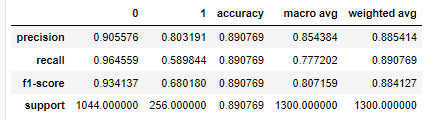 0 1 accuracy macro avg weighted avg
precision 0.905576 0.803191 0.890769 0.854384 0.885414
recall 0.964559 0.589844 0.890769 0.777202 0.890769
f1-score 0.934137 0.680180 0.890769 0.807159 0.884127
support 1044.000000 256.000000 0.890769 1300.000000 1300.000000